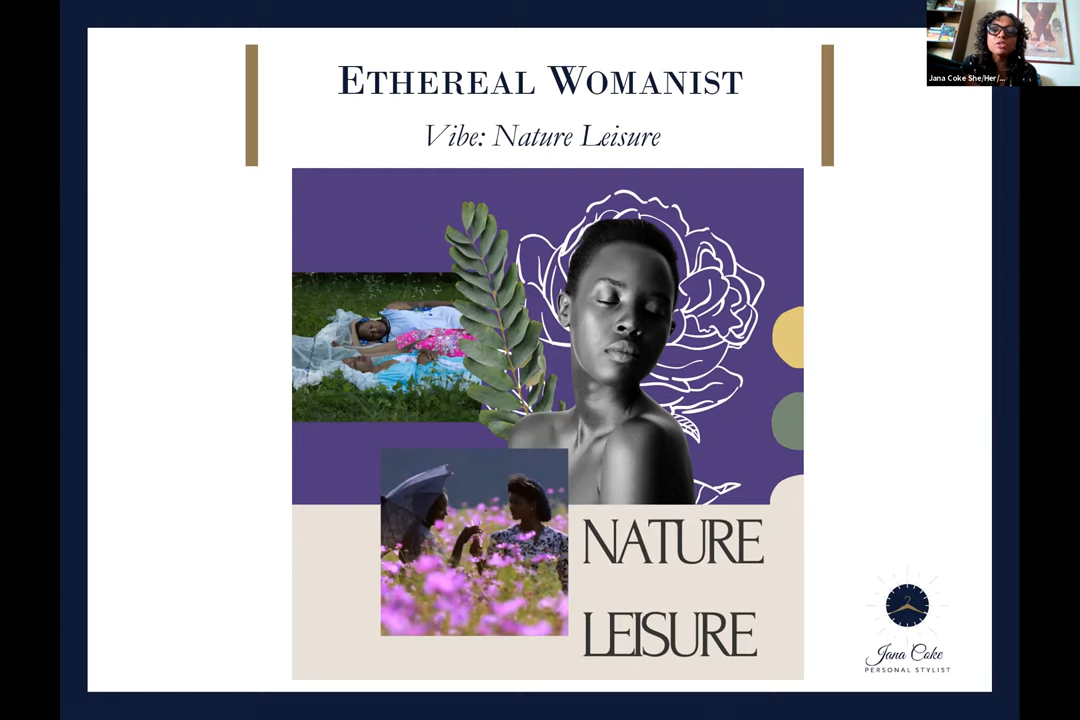 Ethereal Womanist
Vibe: Nature Leisure
Jana Coke She/Her/...
NATURE
LEISURE
Jana Coke
PERSONAL STYLIST